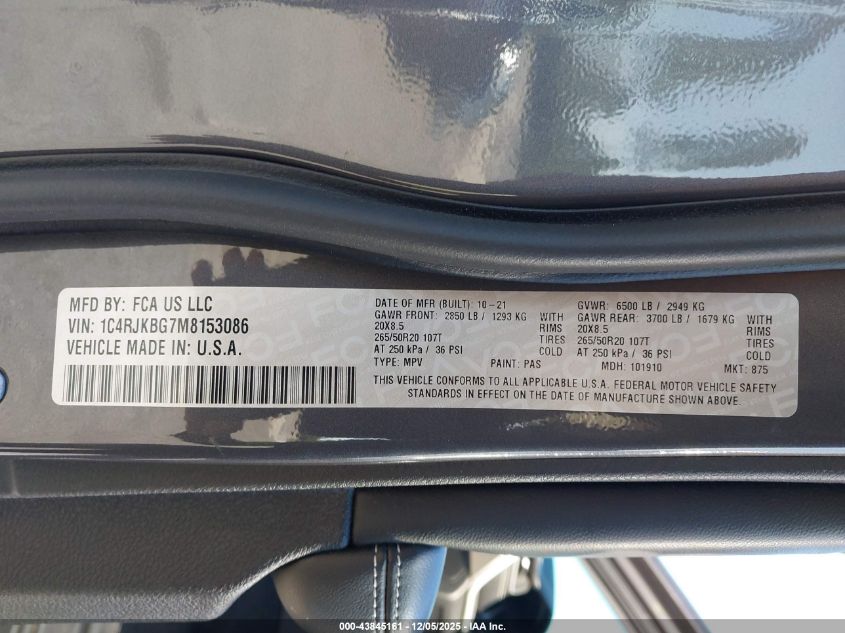 MFD BY: FCA US LLC
VIN: 1C4RJKBG7M8153086
VEHICLE MADE IN: U.S.A.
DATE OF MFR (BUILT): 10-21 GVWR: 6500 LB / 2949 KG
GAWR FRONT: 2850 LB / 1293 KG WITH GAWR REAR: 3700 LB / 1679 KG WITH
20X8.5 RIMS 20X8.5 RIMS
265/50R20 107T TIRES 265/50R20 107T TIRES
AT 250 kPa / 36 PSI COLD AT 250 kPa / 36 PSI COLD
TYPE: MPV PAINT: PAS MDH: 101910 MKT: 875
THIS VEHICLE CONFORMS TO ALL APPLICABLE U.S.A. FEDERAL MOTOR VEHICLE SAFETY
STANDARDS IN EFFECT ON THE DATE OF MANUFACTURE SHOWN ABOVE.
000-43845161 - 12/05/2025 - IAA Inc.